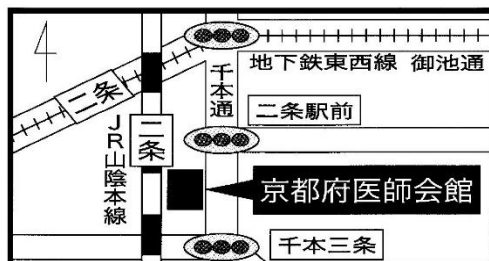 地下鉄東西線 御池通
千本通
二条
二条駅前
二条
JR山陰本線
京都府医師会館
千本三条